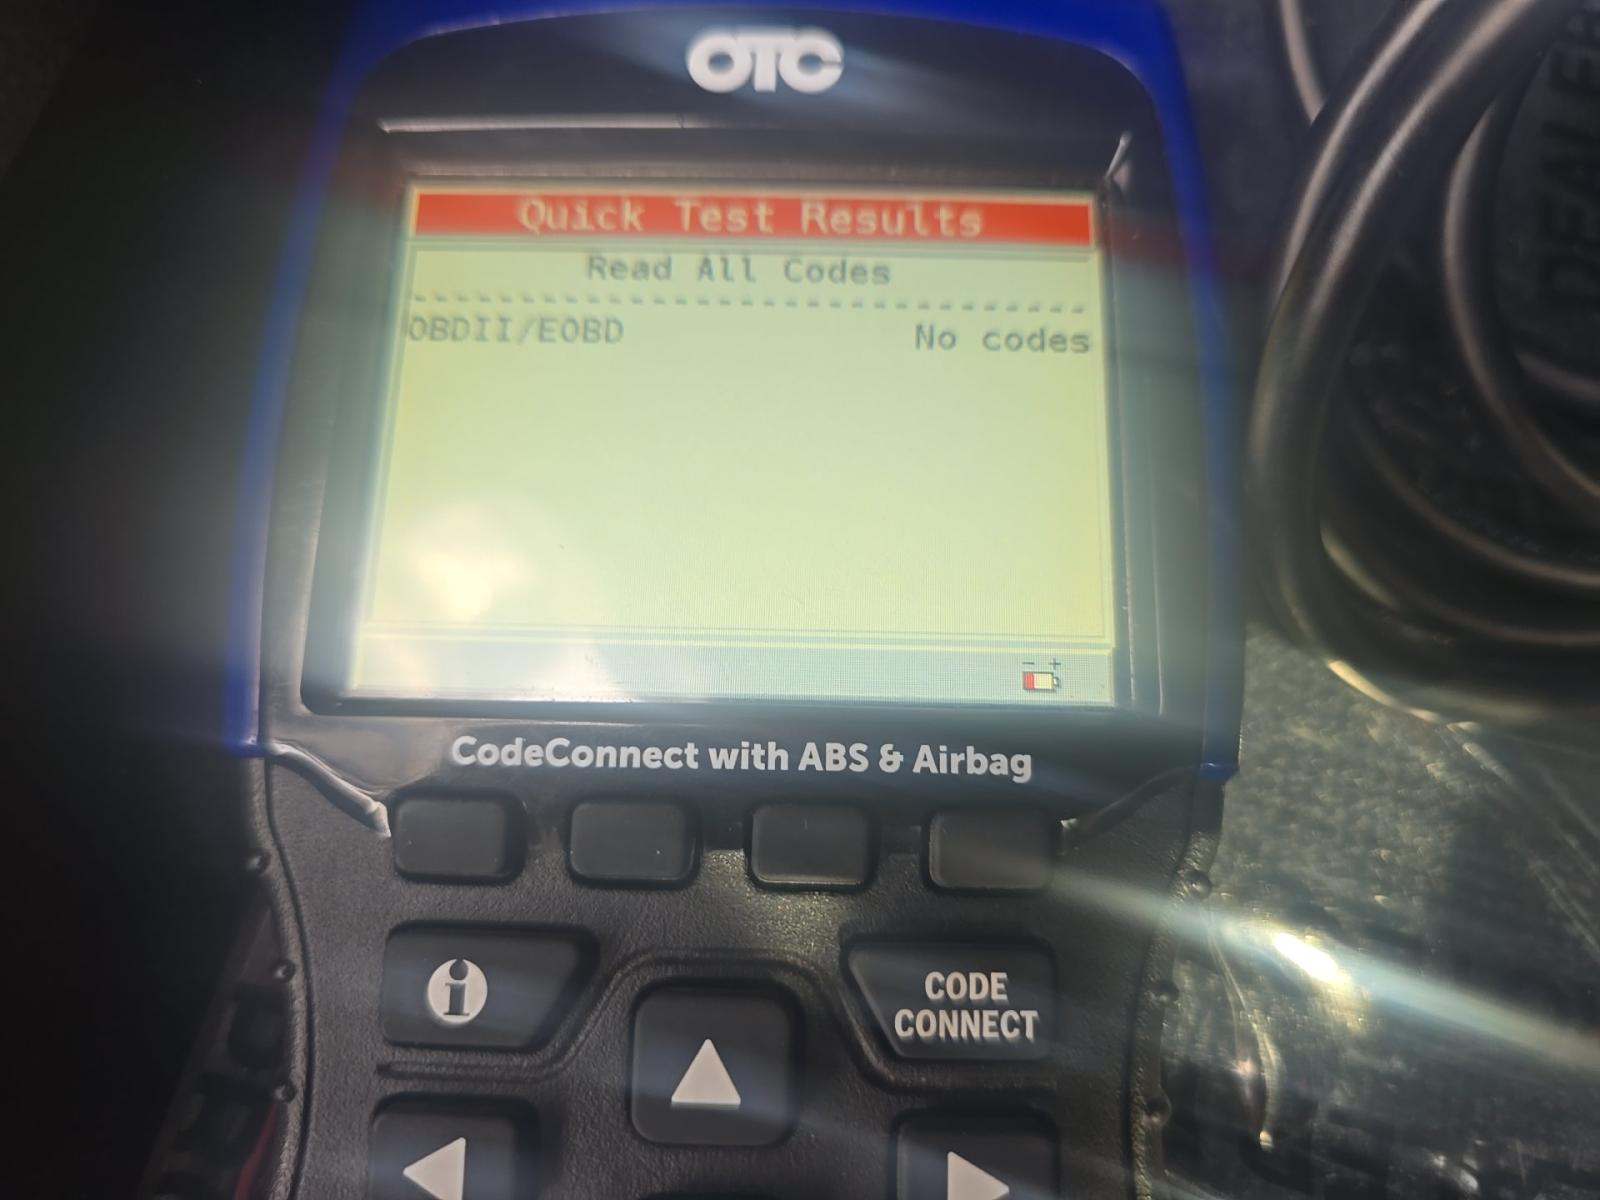 OTC
Quick Test Results
Read All Codes
OBDII/EOBD No codes
- +
CodeConnect with ABS & Airbag
i
CODE
CONNECT